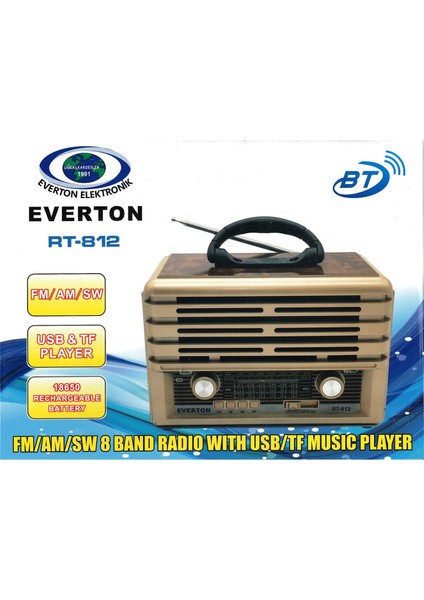 1991
EVERTON ELEKTRONİK
EVERTON
RT-812
BT
FM/AM/SW
USB & TF
PLAYER
18650
RECHARGEABLE
BATTERY
EVERTON
RT-812
FM/AM/SW 8 BAND RADIO WITH USB/TF MUSIC PLAYER